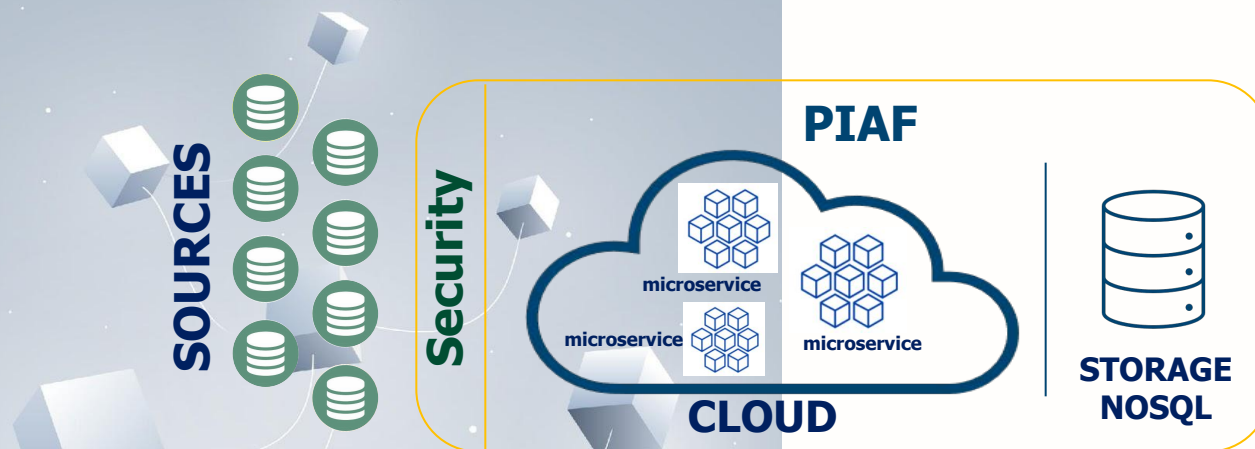 SOURCES
Security
PIAF
microservice
microservice
microservice
CLOUD
STORAGE
NOSQL